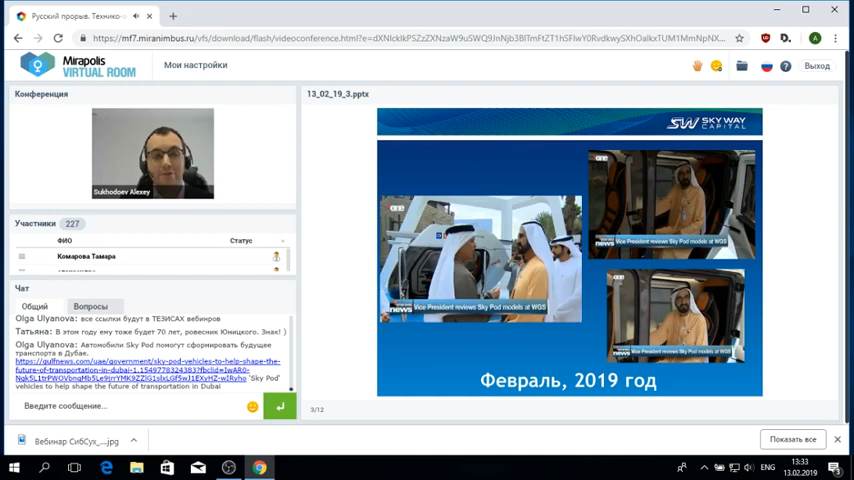 Русский прорыв. Технико-э
https://mf7.miranimbus.ru/vfs/download/flash/videoconference.html?e=
A
Mirapolis
VIRTUAL ROOM
Мои настройки
Выход
Конференция
Sukhodoev Alexey
Участники 227
ФИО Статус
Комарова Тамара
Чат
Общий Вопросы
Olga Ulyanova: все ссылки будут в ТЕЗИСАХ вебинров
Татьяна: В этом году ему тоже будет 70 лет, ровесник Юницкого. Знак! )
Olga Ulyanova: Автомобили Sky Pod помогут сформировать будущее
транспорта в Дубае.
https://gulfnews.com/uae/government/sky-pod-vehicles-to-help-shape-the-
future-of-transportation-in-dubai-1.1549778324383?fbclid=IwAR0-
'Sky Pod'
vehicles to help shape the future of transportation in Dubai
Введите сообщение...
13_02_19_3.pptx
SW SKY WAY
CAPITAL
news Vice President reviews Sky Pod models at WGS
news Vice President reviews Sky Pod models at WGS
news Vice President reviews Sky Pod models at WGS
Февраль, 2019 год
3/12
Вебинар СибСух_....jpg
Показать все
ENG
13:33
13.02.2019
3